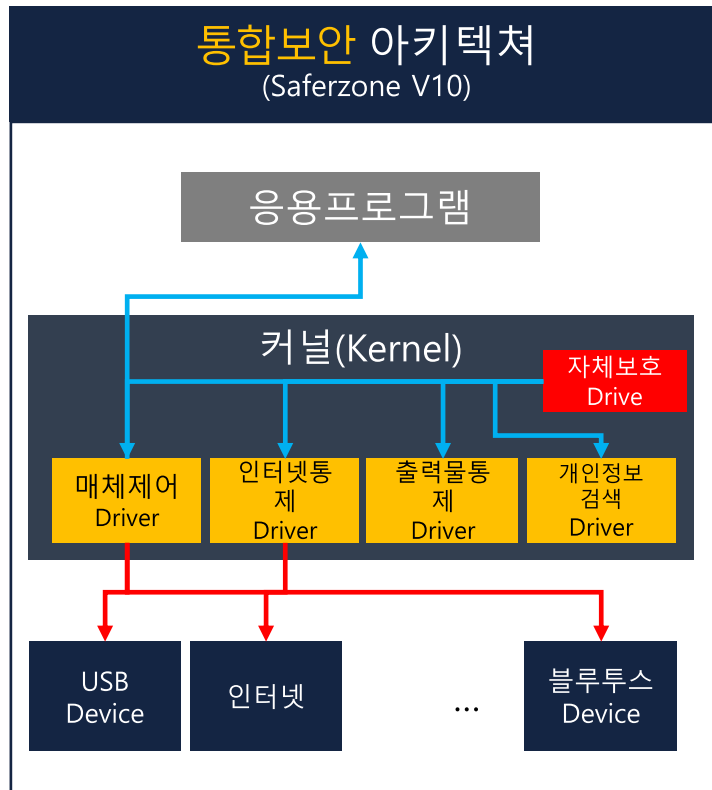 통합보안 아키텍쳐
(Saferzone V10)
응용프로그램
커널(Kernel)
자체보호
Drive
매체제어
Driver
인터넷통
제
Driver
출력물통
제
Driver
개인정보
검색
Driver
USB
Device
인터넷
...
블루투스
Device